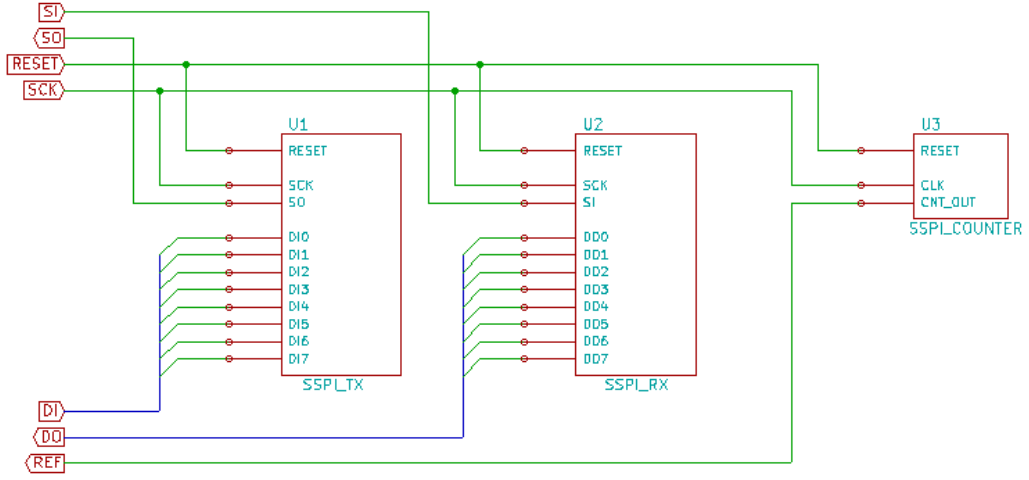 SI
SO
RESET
SCK
U1
RESET
SCK
SO
DI0
DI1
DI2
DI3
DI4
DI5
DI6
DI7
SSPI_TX
U2
RESET
SCK
SI
DO0
DO1
DO2
DO3
DO4
DO5
DO6
DO7
SSPI_RX
U3
RESET
CLK
CNT_OUT
SSPI_COUNTER
DI
DO
REF